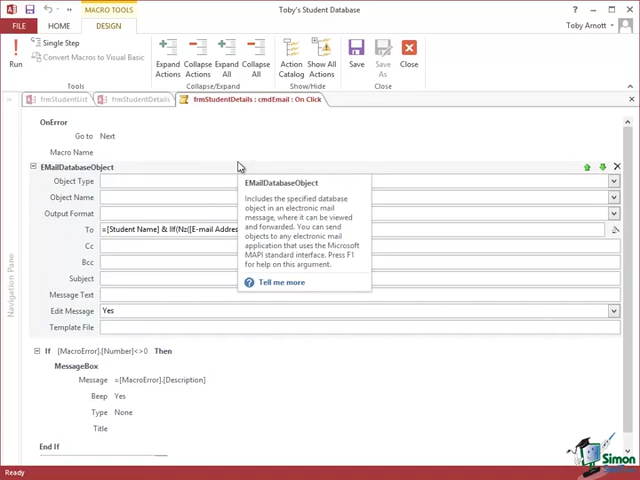 MACRO TOOLS
Toby's Student Database
FILE
HOME
DESIGN
Toby Arnott
Run
Single Step
Convert Macros to Visual Basic
Expand Actions
Collapse Actions
Expand All
Collapse All
Action Catalog
Show All Actions
Save
Save As
Close
Tools
Collapse/Expand
Show/Hide
Close
frmStudentList
frmStudentDetails
frmStudentDetails : cmdEmail : On Click
OnError
Go to Next
Macro Name
EMailDatabaseObject
Object Type
Object Name
Output Format
To =[Student Name] & IIf(Nz([E-mail Addres
Cc
Bcc
Subject
Message Text
Edit Message Yes
Template File
EMailDatabaseObject
Includes the specified database
object in an electronic mail
message, where it can be viewed
and forwarded. You can send
objects to any electronic mail
application that uses the Microsoft
MAPI standard interface. Press F1
for help on this argument.
Tell me more
If [MacroError].[Number]<>0 Then
MessageBox
Message =[MacroError].[Description]
Beep Yes
Type None
Title
End If
Navigation Pane
Ready
Simon